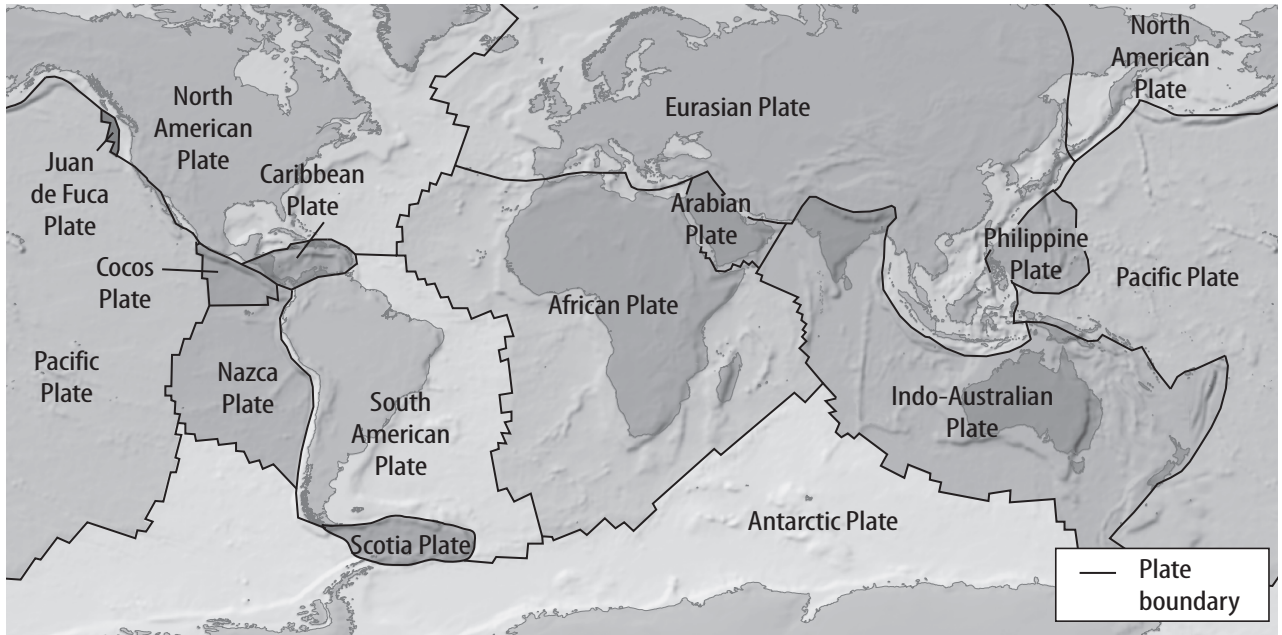 North
American
Plate
North
American
Plate
Eurasian Plate
Juan
de Fuca
Plate
Caribbean
Plate
Arabian
Plate
Philippine
Plate
Cocos
Plate
Pacific Plate
African Plate
Pacific
Plate
Nazca
Plate
South
American
Plate
Indo-Australian
Plate
Antarctic Plate
Scotia Plate
Plate
boundary